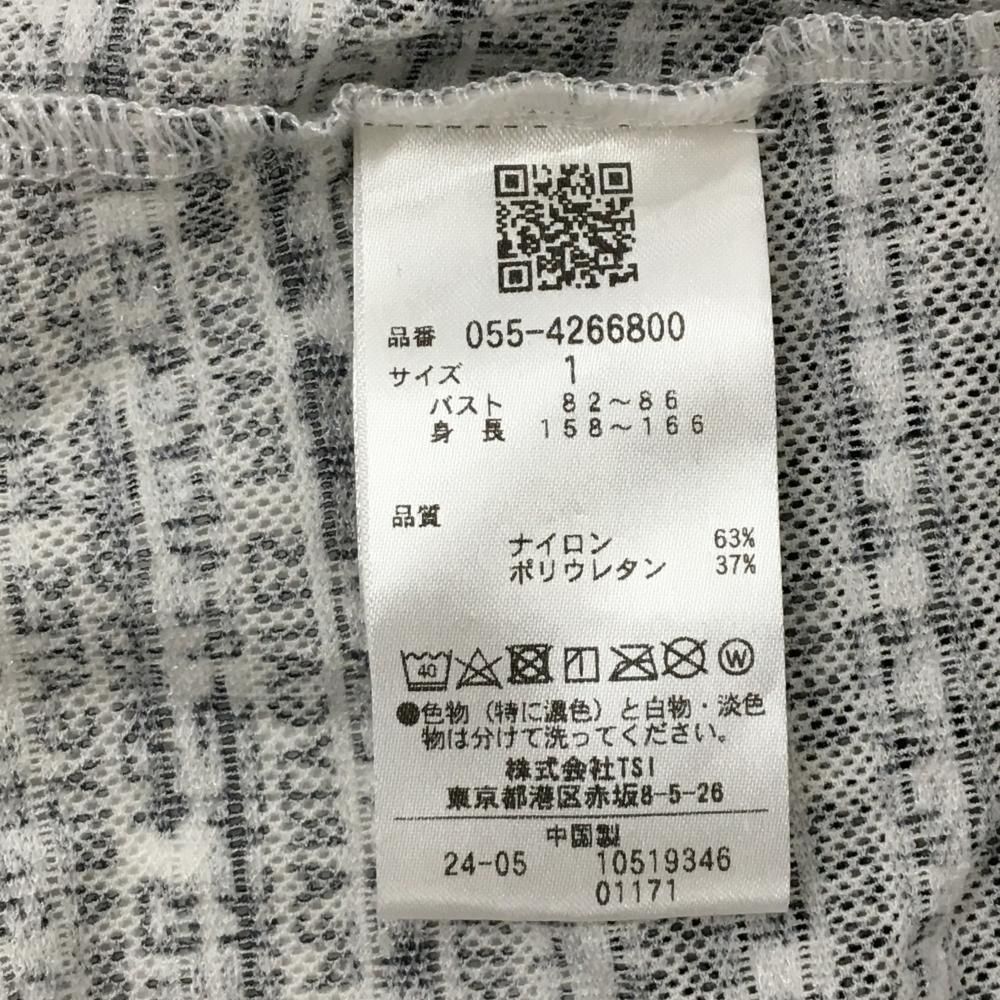 品番 055-4266800
サイズ 1
バスト 82～86
身長 158～166
品質
ナイロン 63%
ポリウレタン 37%
40 W
●色物（特に濃色）と白物・淡色
物は分けて洗ってください。
株式会社TSI
東京都港区赤坂8-5-26
中国製
24-05 10519346
01171